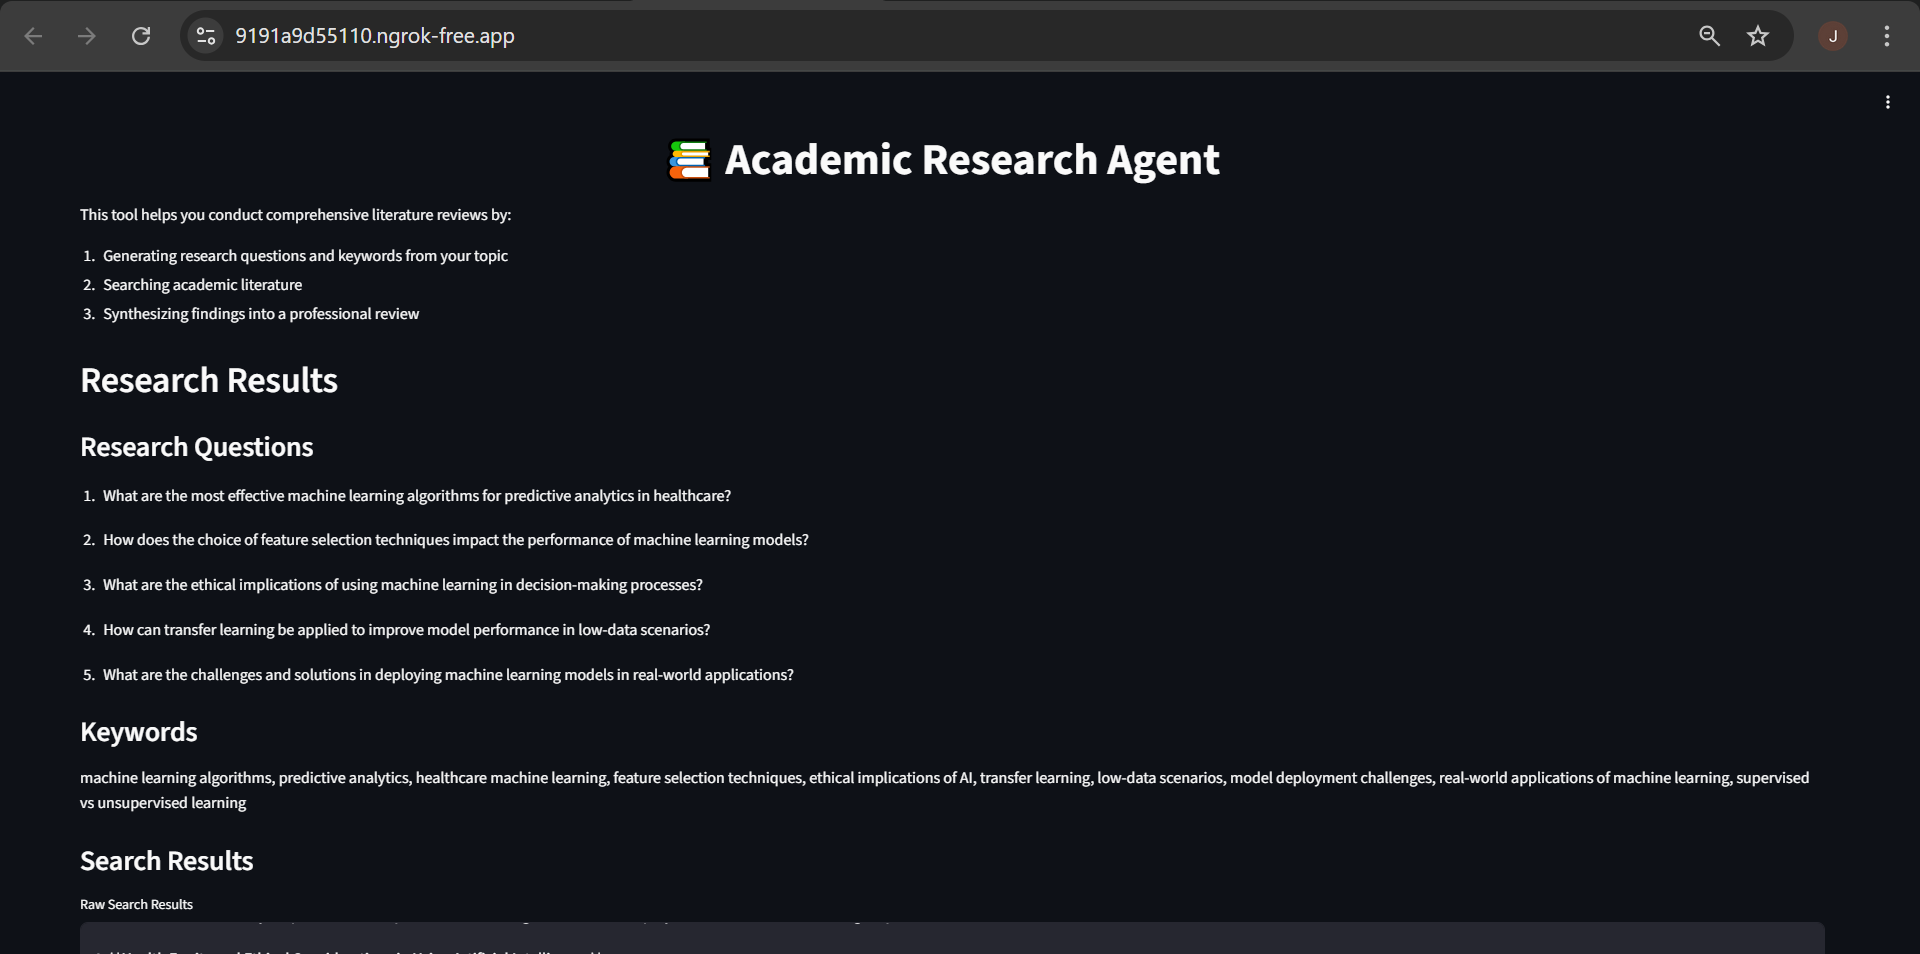 9191a9d55110.ngrok-free.app
J
Academic Research Agent
This tool helps you conduct comprehensive literature reviews by:
1. Generating research questions and keywords from your topic
2. Searching academic literature
3. Synthesizing findings into a professional review
Research Results
Research Questions
1. What are the most effective machine learning algorithms for predictive analytics in healthcare?
2. How does the choice of feature selection techniques impact the performance of machine learning models?
3. What are the ethical implications of using machine learning in decision-making processes?
4. How can transfer learning be applied to improve model performance in low-data scenarios?
5. What are the challenges and solutions in deploying machine learning models in real-world applications?
Keywords
machine learning algorithms, predictive analytics, healthcare machine learning, feature selection techniques, ethical implications of AI, transfer learning, low-data scenarios, model deployment challenges, real-world applications of machine learning, supervised
vs unsupervised learning
Search Results
Raw Search Results